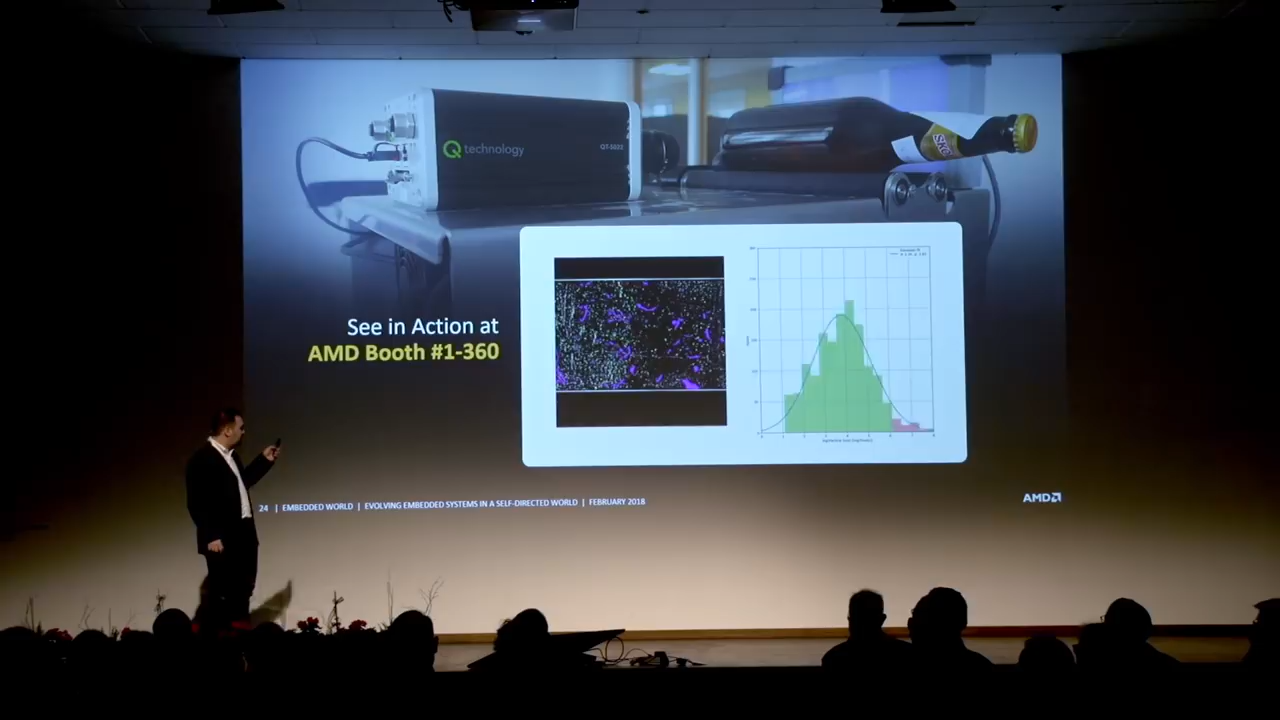 Q technology
QT-5022
See in Action at
AMD Booth #1-360
24 | EMBEDDED WORLD | EVOLVING EMBEDDED SYSTEMS IN A SELF-DIRECTED WORLD | FEBRUARY 2018
AMD